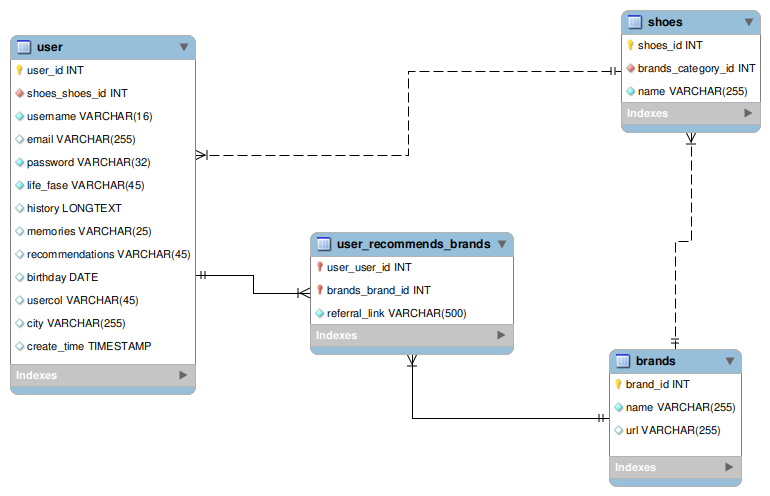 user
user_id INT
shoes_shoes_id INT
username VARCHAR(16)
email VARCHAR(255)
password VARCHAR(32)
life_fase VARCHAR(45)
history LONGTEXT
memories VARCHAR(25)
recommendations VARCHAR(45)
birthday DATE
usercol VARCHAR(45)
city VARCHAR(255)
create_time TIMESTAMP
Indexes
user_recommends_brands
user_user_id INT
brands_brand_id INT
referral_link VARCHAR(500)
Indexes
shoes
shoes_id INT
brands_category_id INT
name VARCHAR(255)
Indexes
brands
brand_id INT
name VARCHAR(255)
url VARCHAR(255)
Indexes